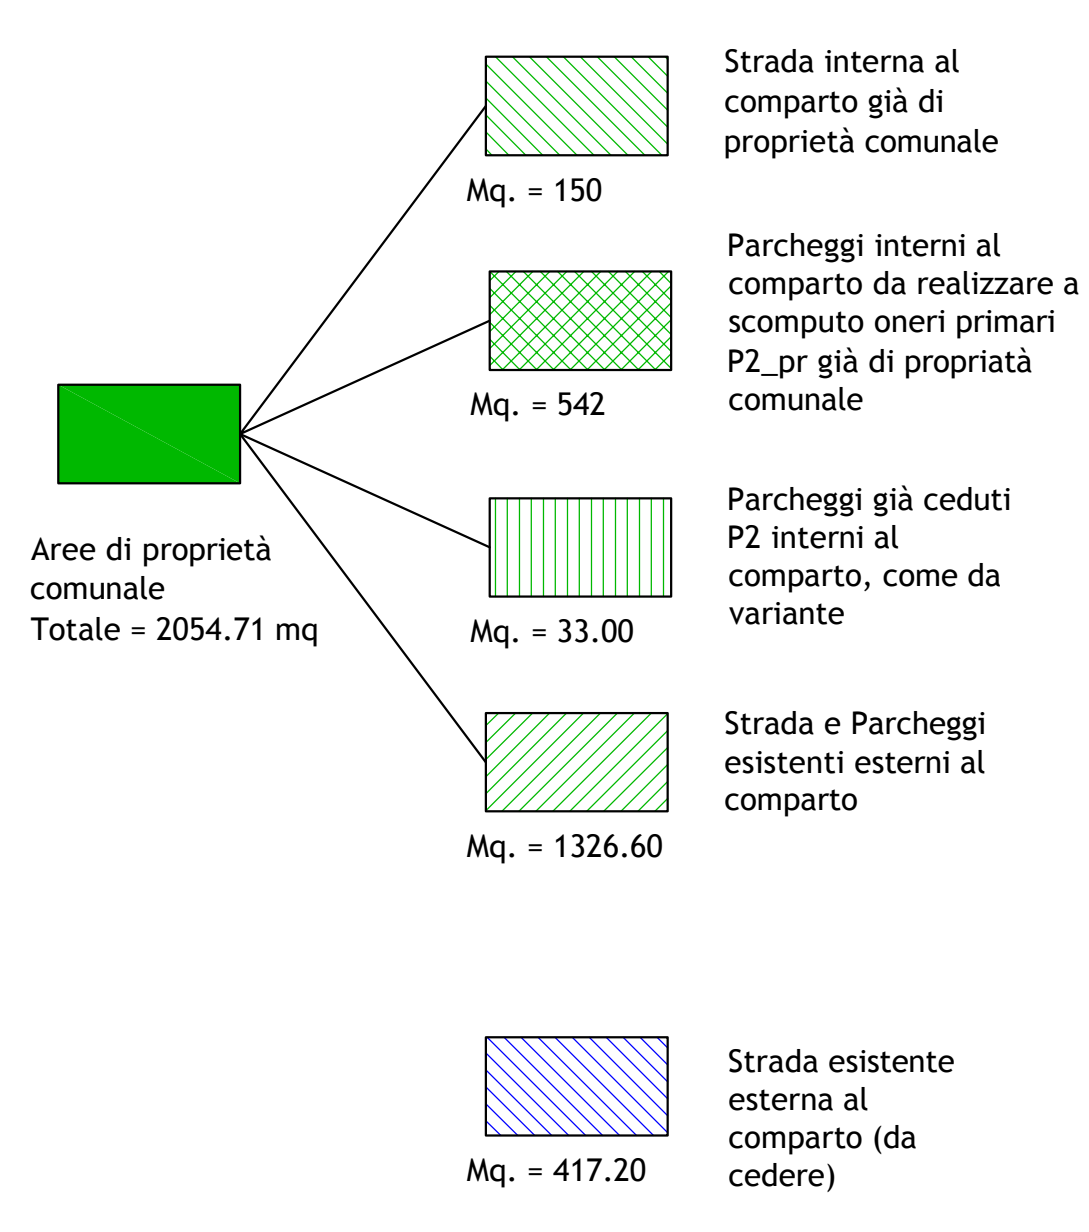 Strada interna al
comparto già di
proprietà comunale
Mq. = 150
Parcheggi interni al
comparto da realizzare a
scomputo oneri primari
P2_pr già di propriatà
comunale
Mq. = 542
Aree di proprietà
comunale
Totale = 2054.71 mq
Parcheggi già ceduti
P2 interni al
comparto, come da
variante
Mq. = 33.00
Strada e Parcheggi
esistenti esterni al
comparto
Mq. = 1326.60
Strada esistente
esterna al
comparto (da
cedere)
Mq. = 417.20